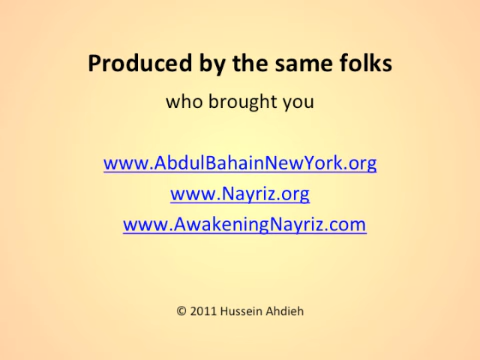 Produced by the same folks
who brought you
www.AbdulBahainNewYork.org
www.Nayriz.org
www.AwakeningNayriz.com
© 2011 Hussein Ahdieh